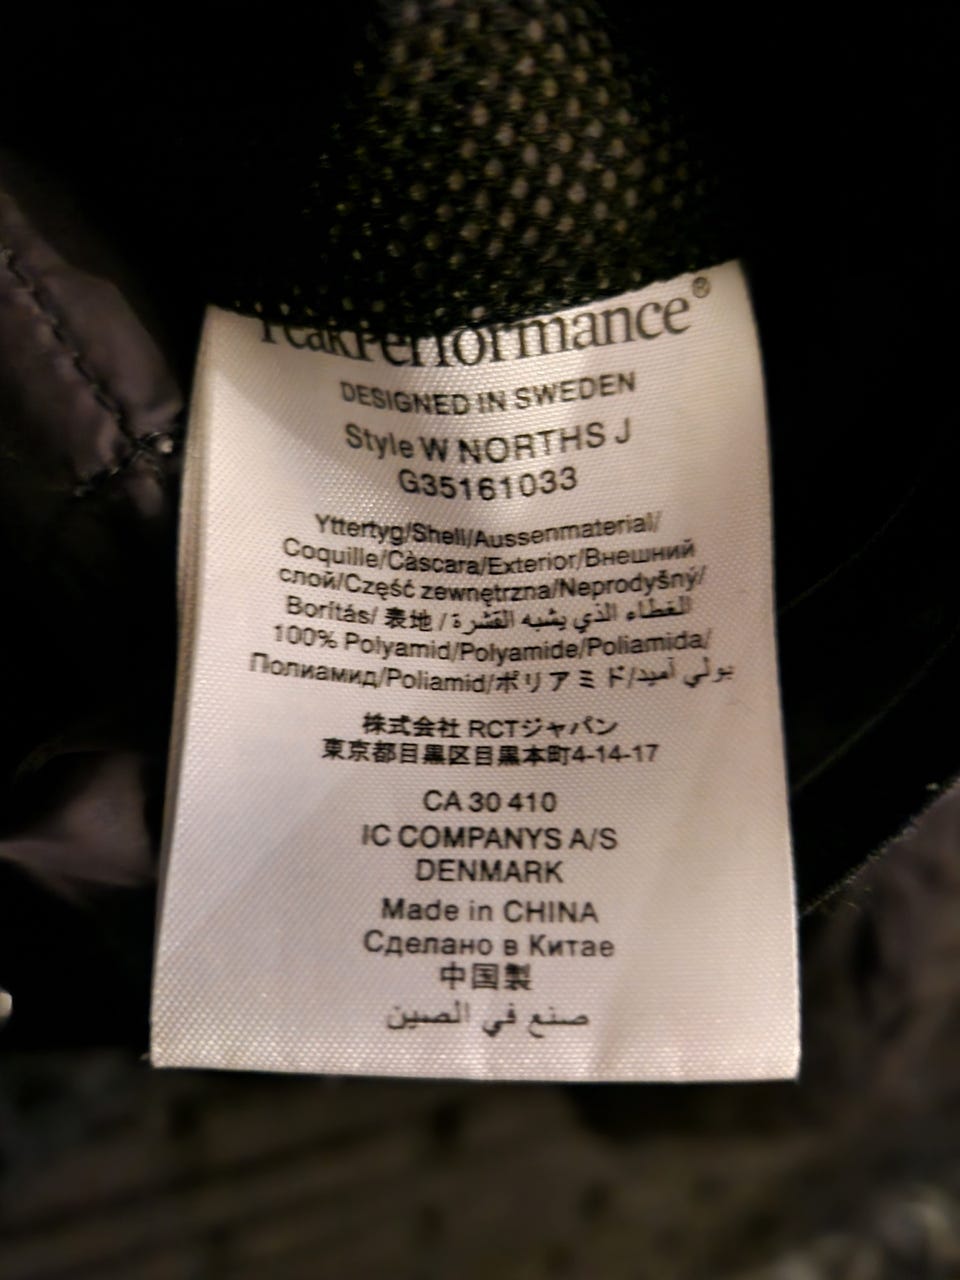 PeakPerformance®
DESIGNED IN SWEDEN
Style W NORTHS J
G35161033
Yttertyg/Shell/Aussenmaterial/
Coquille/Càscara/Exterior/Внешний
слой/Część zewnętrzna/Neprodyšný/
Borítás/ 表地 / الغطاء الذي يشبه القشرة/
100% Polyamid/Polyamide/Poliamida/
Полиамид/Poliamid/ポリアミド/بولي أميد
株式会社 RCTジャパン
東京都目黒区目黒本町4-14-17
CA 30 410
IC COMPANYS A/S
DENMARK
Made in CHINA
Сделано в Китае
中国製
صنع في الصين